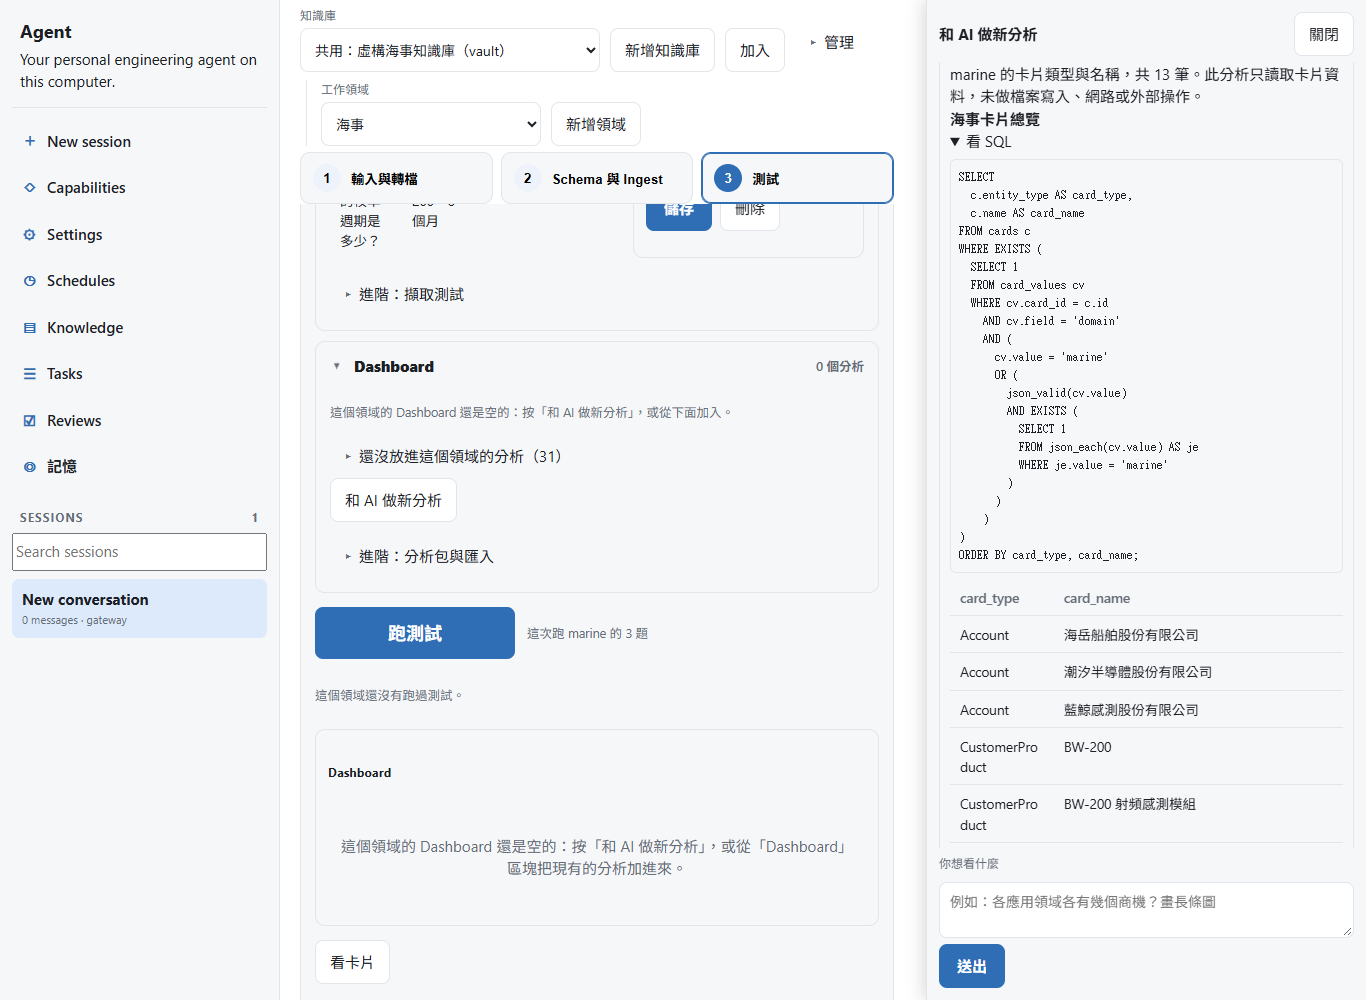 Agent
Your personal engineering agent on
this computer.
New session
Capabilities
Settings
Schedules
Knowledge
Tasks
Reviews
記憶
SESSIONS 1
Search sessions
New conversation
0 messages · gateway
知識庫
共用：虛構海事知識庫（vault）
新增知識庫
加入
管理
工作領域
海事
新增領域
1 輸入與轉檔
2 Schema 與 Ingest
3 測試
週期是
多少？
個月
儲存
刪除
進階：擷取測試
Dashboard 0 個分析
這個領域的 Dashboard 還是空的：按「和 AI 做新分析」，或從下面加入。
還沒放進這個領域的分析（31）
和 AI 做新分析
進階：分析包與匯入
跑測試
這次跑 marine 的 3 題
這個領域還沒有跑過測試。
Dashboard
這個領域的 Dashboard 還是空的：按「和 AI 做新分析」，或從「Dashboard」
區塊把現有的分析加進來。
看卡片
和 AI 做新分析
關閉
marine 的卡片類型與名稱，共 13 筆。此分析只讀取卡片資
料，未做檔案寫入、網路或外部操作。
海事卡片總覽
看 SQL
SELECT
c.entity_type AS card_type,
c.name AS card_name
FROM cards c
WHERE EXISTS (
SELECT 1
FROM card_values cv
WHERE cv.card_id = c.id
AND cv.field = 'domain'
AND (
cv.value = 'marine'
OR (
json_valid(cv.value)
AND EXISTS (
SELECT 1
FROM json_each(cv.value) AS je
WHERE je.value = 'marine'
)
)
)
)
ORDER BY card_type, card_name;
card_type card_name
Account 海岳船舶股份有限公司
Account 潮汐半導體股份有限公司
Account 藍鯨感測股份有限公司
CustomerPro BW-200
duct
CustomerPro BW-200 射頻感測模組
duct
你想看什麼
例如：各應用領域各有幾個商機？畫長條圖
送出